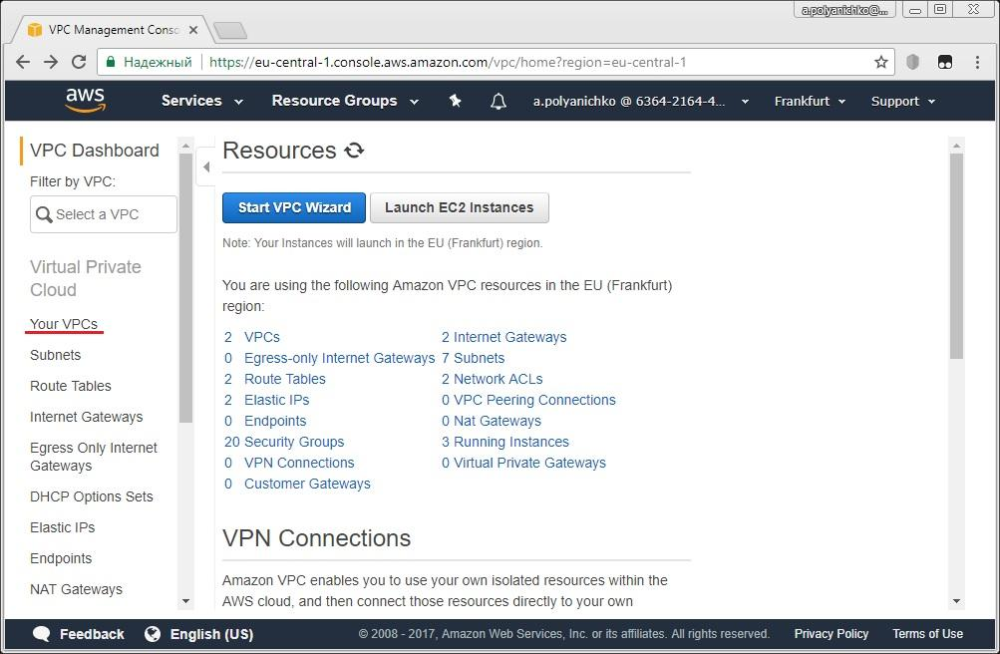 a.polyanichko@...
VPC Management Conso
Надежный https://eu-central-1.console.aws.amazon.com/vpc/home?region=eu-central-1
aws Services Resource Groups a.polyanichko @ 6364-2164-4... Frankfurt Support
VPC Dashboard
Filter by VPC:
Select a VPC
Virtual Private
Cloud
Your VPCs
Subnets
Route Tables
Internet Gateways
Egress Only Internet
Gateways
DHCP Options Sets
Elastic IPs
Endpoints
NAT Gateways
Resources
Start VPC Wizard Launch EC2 Instances
Note: Your Instances will launch in the EU (Frankfurt) region.
You are using the following Amazon VPC resources in the EU (Frankfurt)
region:
2 VPCs 2 Internet Gateways
0 Egress-only Internet Gateways 7 Subnets
2 Route Tables 2 Network ACLs
2 Elastic IPs 0 VPC Peering Connections
0 Endpoints 0 Nat Gateways
20 Security Groups 3 Running Instances
0 VPN Connections 0 Virtual Private Gateways
0 Customer Gateways
VPN Connections
Amazon VPC enables you to use your own isolated resources within the
AWS cloud, and then connect those resources directly to your own
Feedback English (US) © 2008 - 2017, Amazon Web Services, Inc. or its affiliates. All rights reserved. Privacy Policy Terms of Use